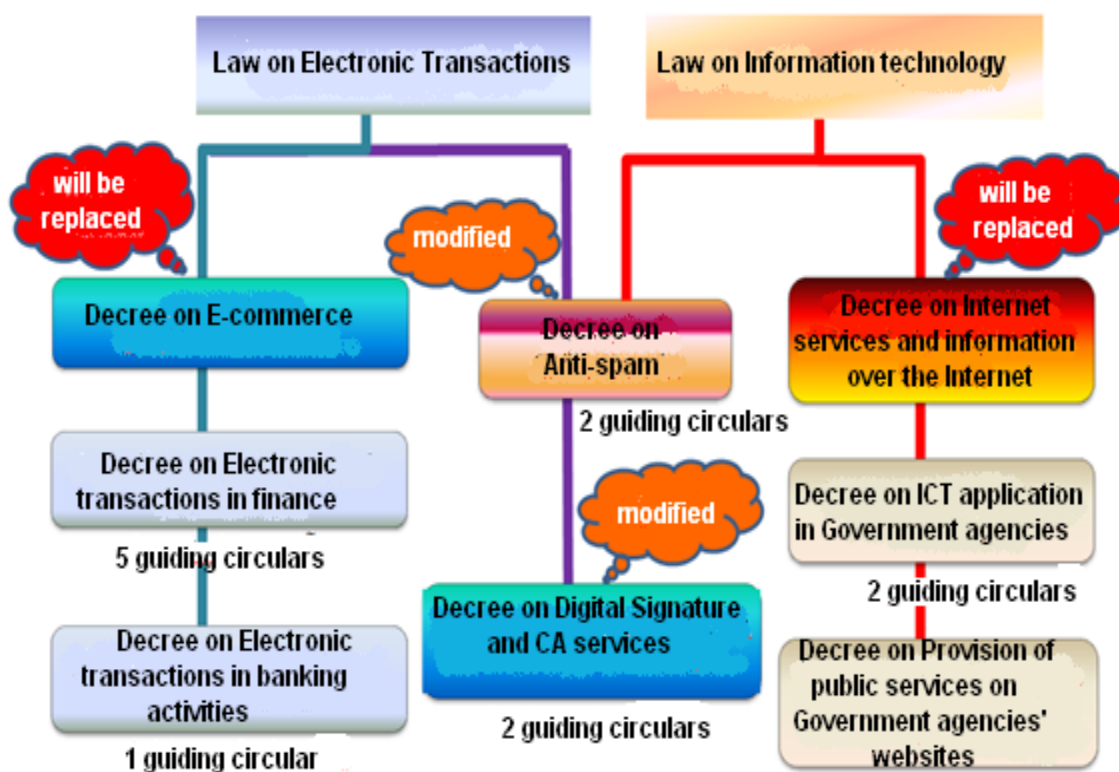 Law on Electronic Transactions
Law on Information technology
will be
replaced
modified
will be
replaced
Decree on E-commerce
Decree on
Anti-spam
Decree on Internet
services and information
over the Internet
2 guiding circulars
Decree on Electronic
transactions in finance
5 guiding circulars
modified
Decree on ICT application
in Government agencies
2 guiding circulars
Decree on Electronic
transactions in banking
activities
1 guiding circular
Decree on Digital Signature
and CA services
2 guiding circulars
Decree on Provision of
public services on
Government agencies'
websites